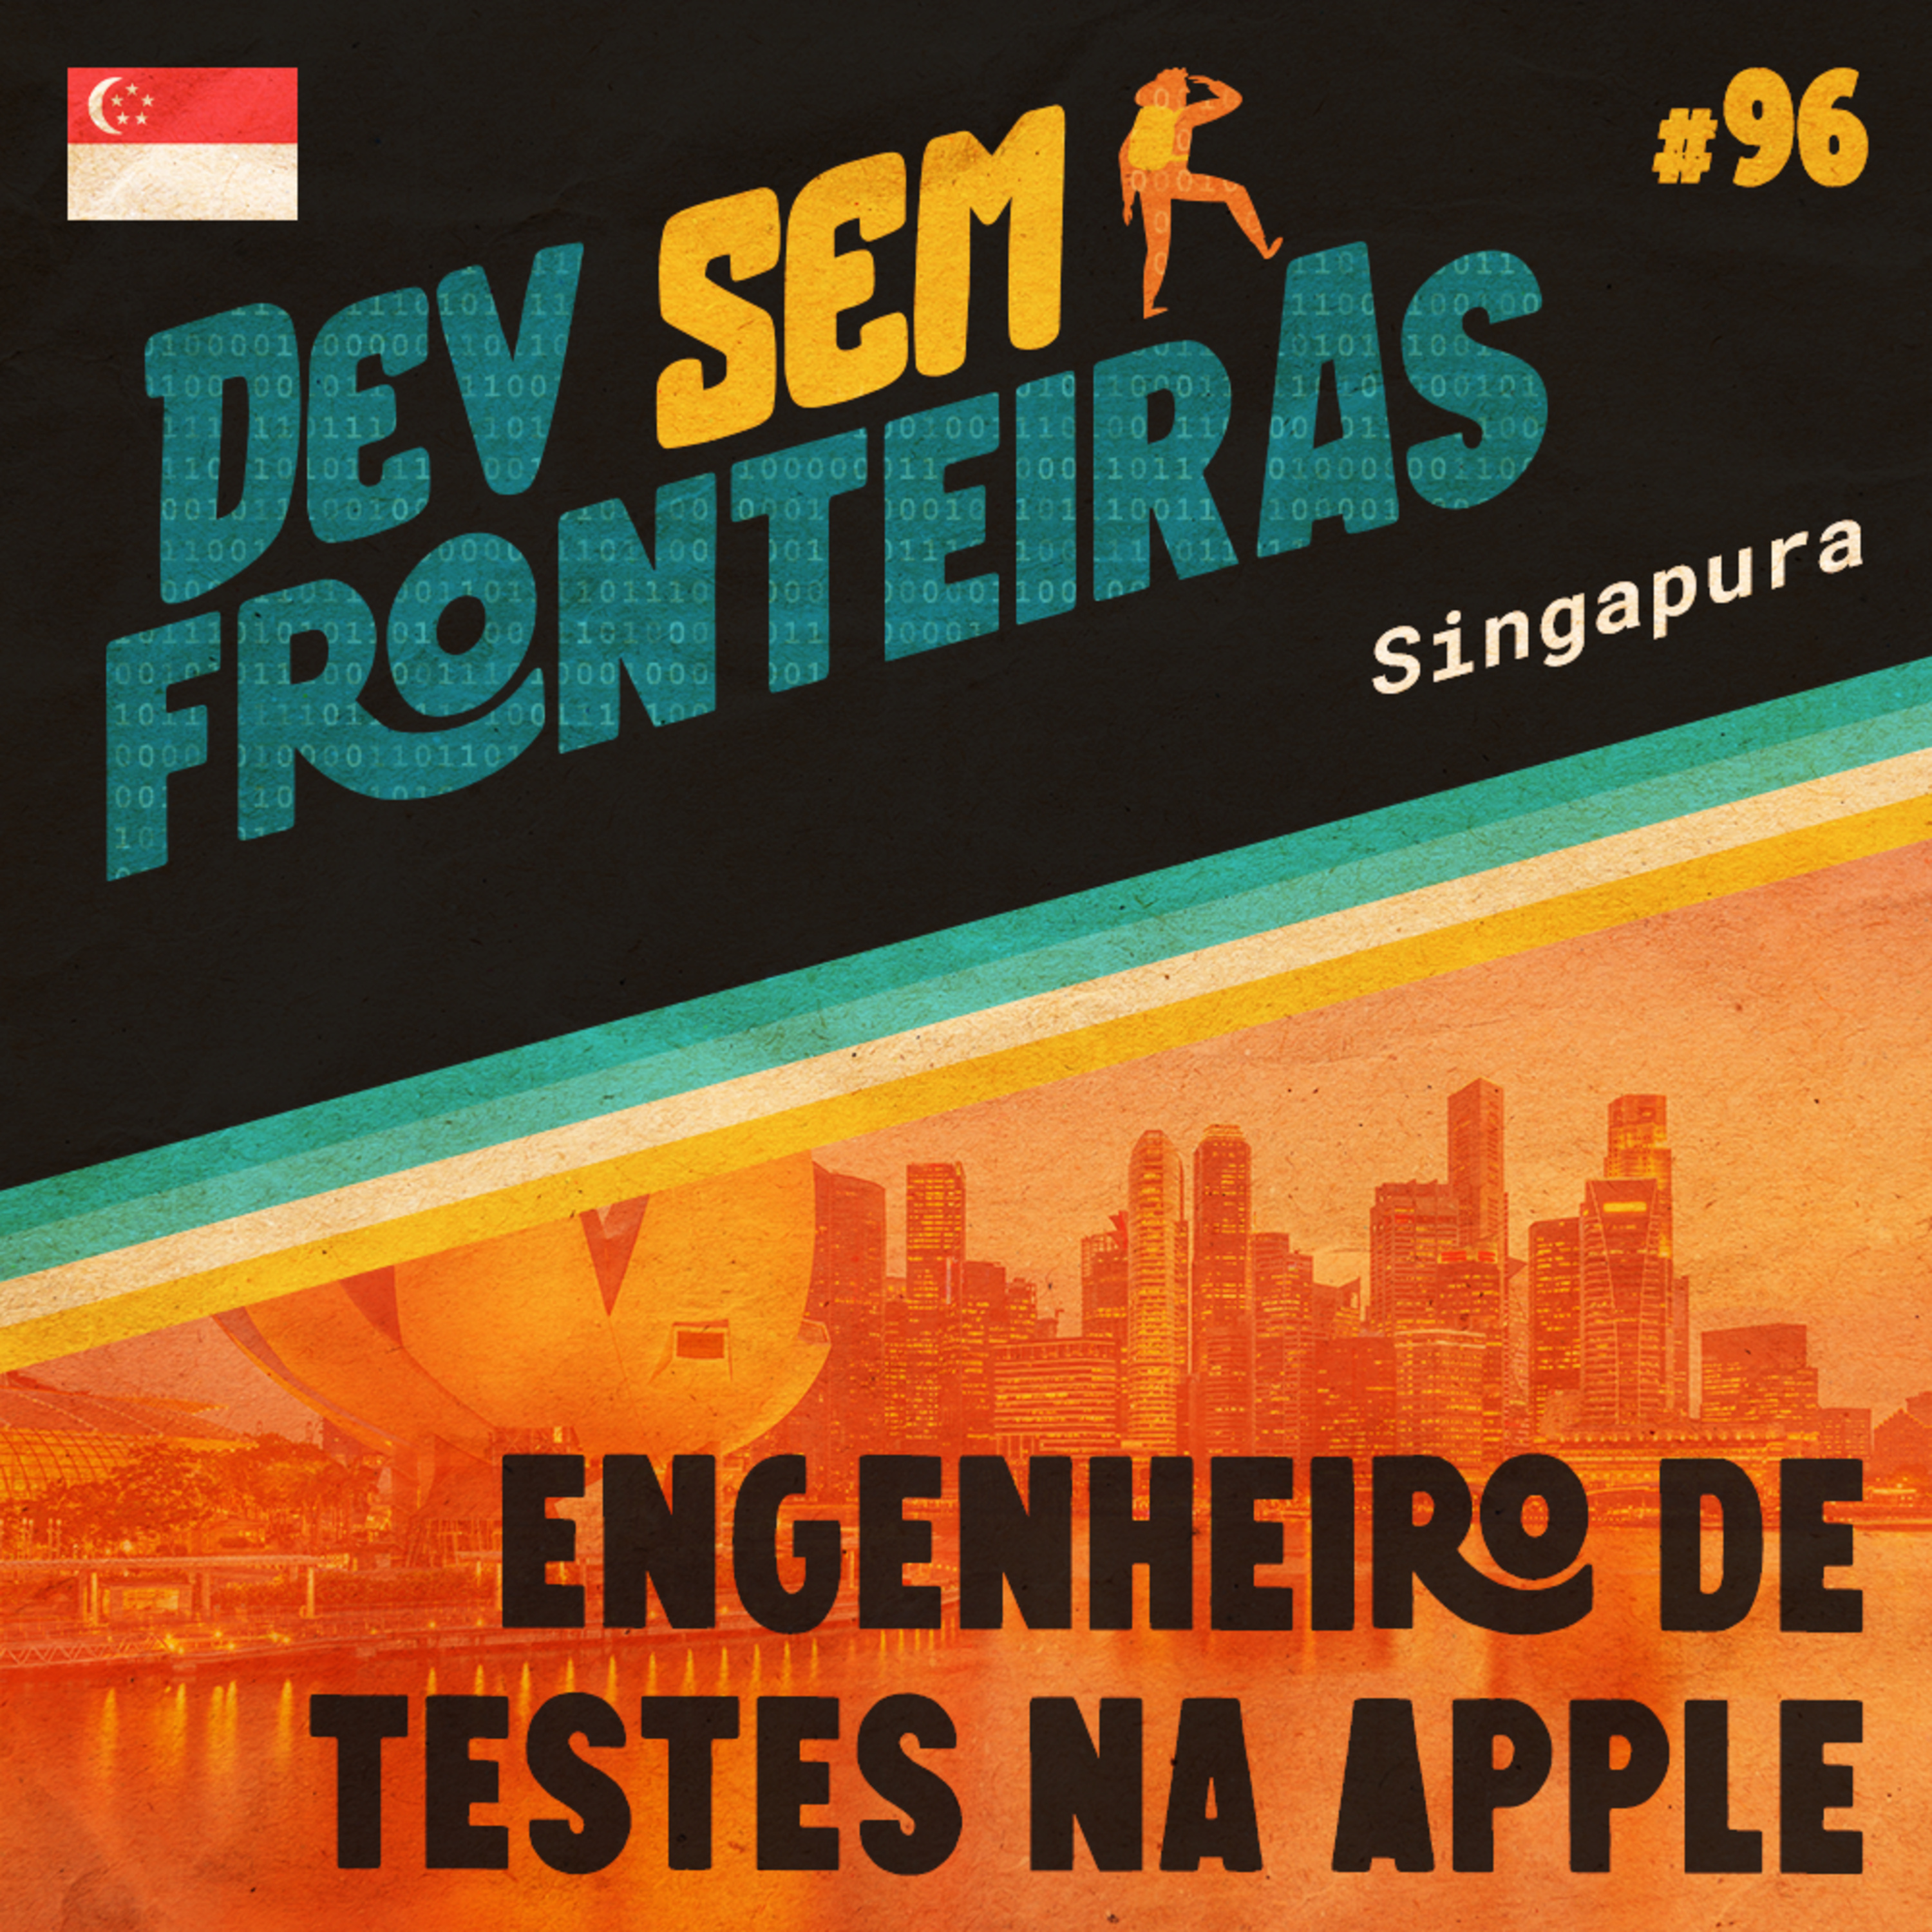 #96
DEV SEM
FRONTEIRAS
Singapura
ENGENHEIRO DE
TESTES NA APPLE